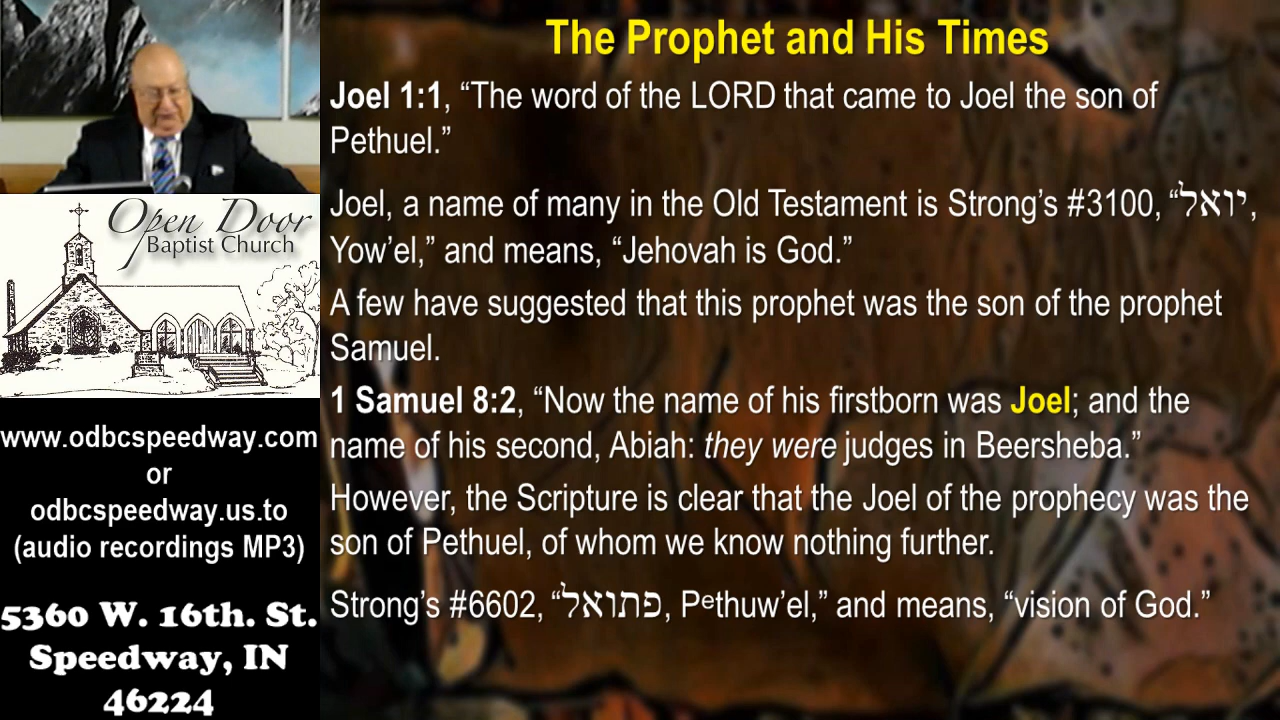 The Prophet and His Times
Joel 1:1, “The word of the LORD that came to Joel the son of
Pethuel.”
Joel, a name of many in the Old Testament is Strong’s #3100, “יואל,
Yow’el,” and means, “Jehovah is God.”
A few have suggested that this prophet was the son of the prophet
Samuel.
1 Samuel 8:2, “Now the name of his firstborn was Joel; and the
name of his second, Abiah: they were judges in Beersheba.”
However, the Scripture is clear that the Joel of the prophecy was the
son of Pethuel, of whom we know nothing further.
Strong’s #6602, “פתואל, Pᵉthuw’el,” and means, “vision of God.”
Open Door
Baptist Church
www.odbcspeedway.com
or
odbcspeedway.us.to
(audio recordings MP3)
5360 W. 16th. St.
Speedway, IN
46224